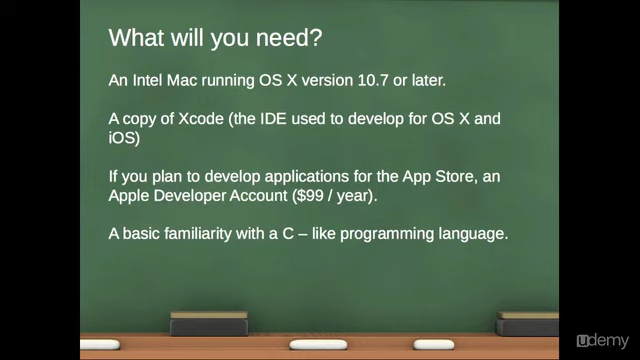 What will you need?
An Intel Mac running OS X version 10.7 or later.
A copy of Xcode (the IDE used to develop for OS X and
iOS)
If you plan to develop applications for the App Store, an
Apple Developer Account ($99 / year).
A basic familiarity with a C – like programming language.
udemy